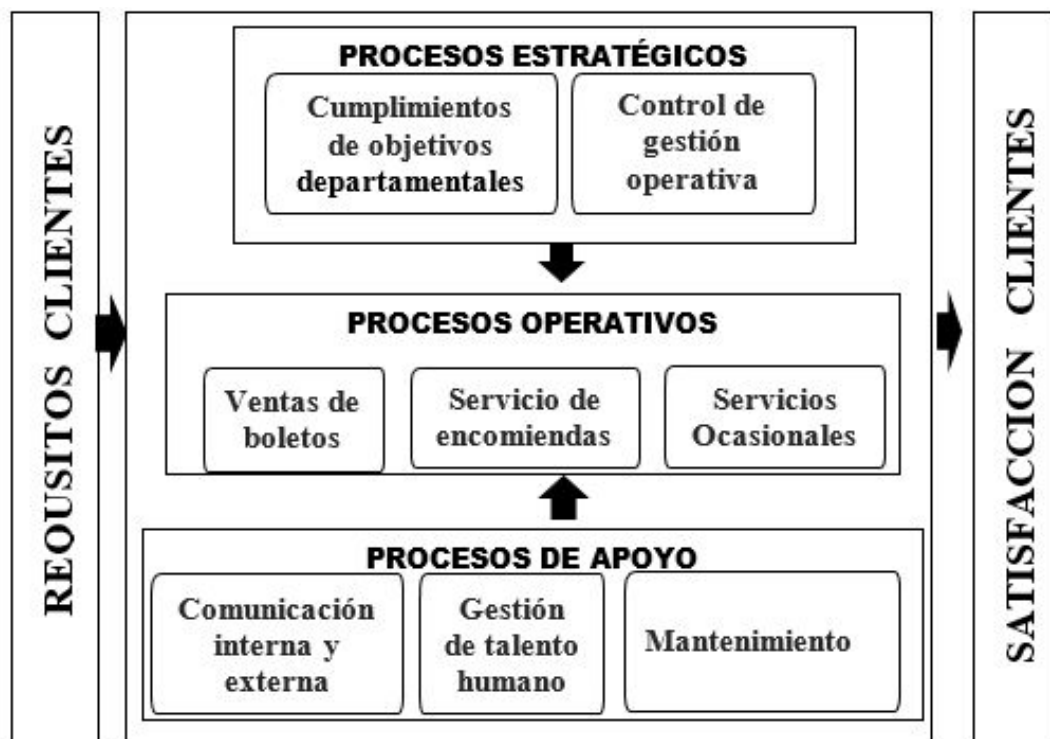 REQUSITOS CLIENTES
PROCESOS ESTRATÉGICOS
Cumplimientos
de objetivos
departamentales
Control de
gestión
operativa
PROCESOS OPERATIVOS
Ventas de
boletos
Servicio de
encomiendas
Servicios
Ocasionales
PROCESOS DE APOYO
Comunicación
interna y
externa
Gestión
de talento
humano
Mantenimiento
SATISFACCION CLIENTES